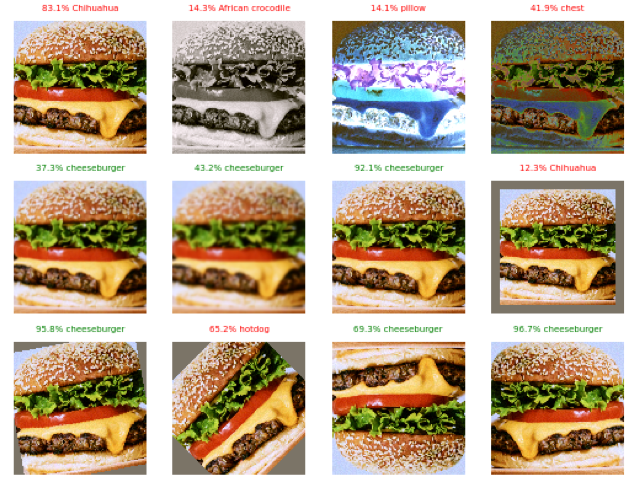 83.1% Chihuahua
14.3% African crocodile
14.1% pillow
41.9% chest
37.3% cheeseburger
43.2% cheeseburger
92.1% cheeseburger
12.3% Chihuahua
95.8% cheeseburger
65.2% hotdog
69.3% cheeseburger
96.7% cheeseburger